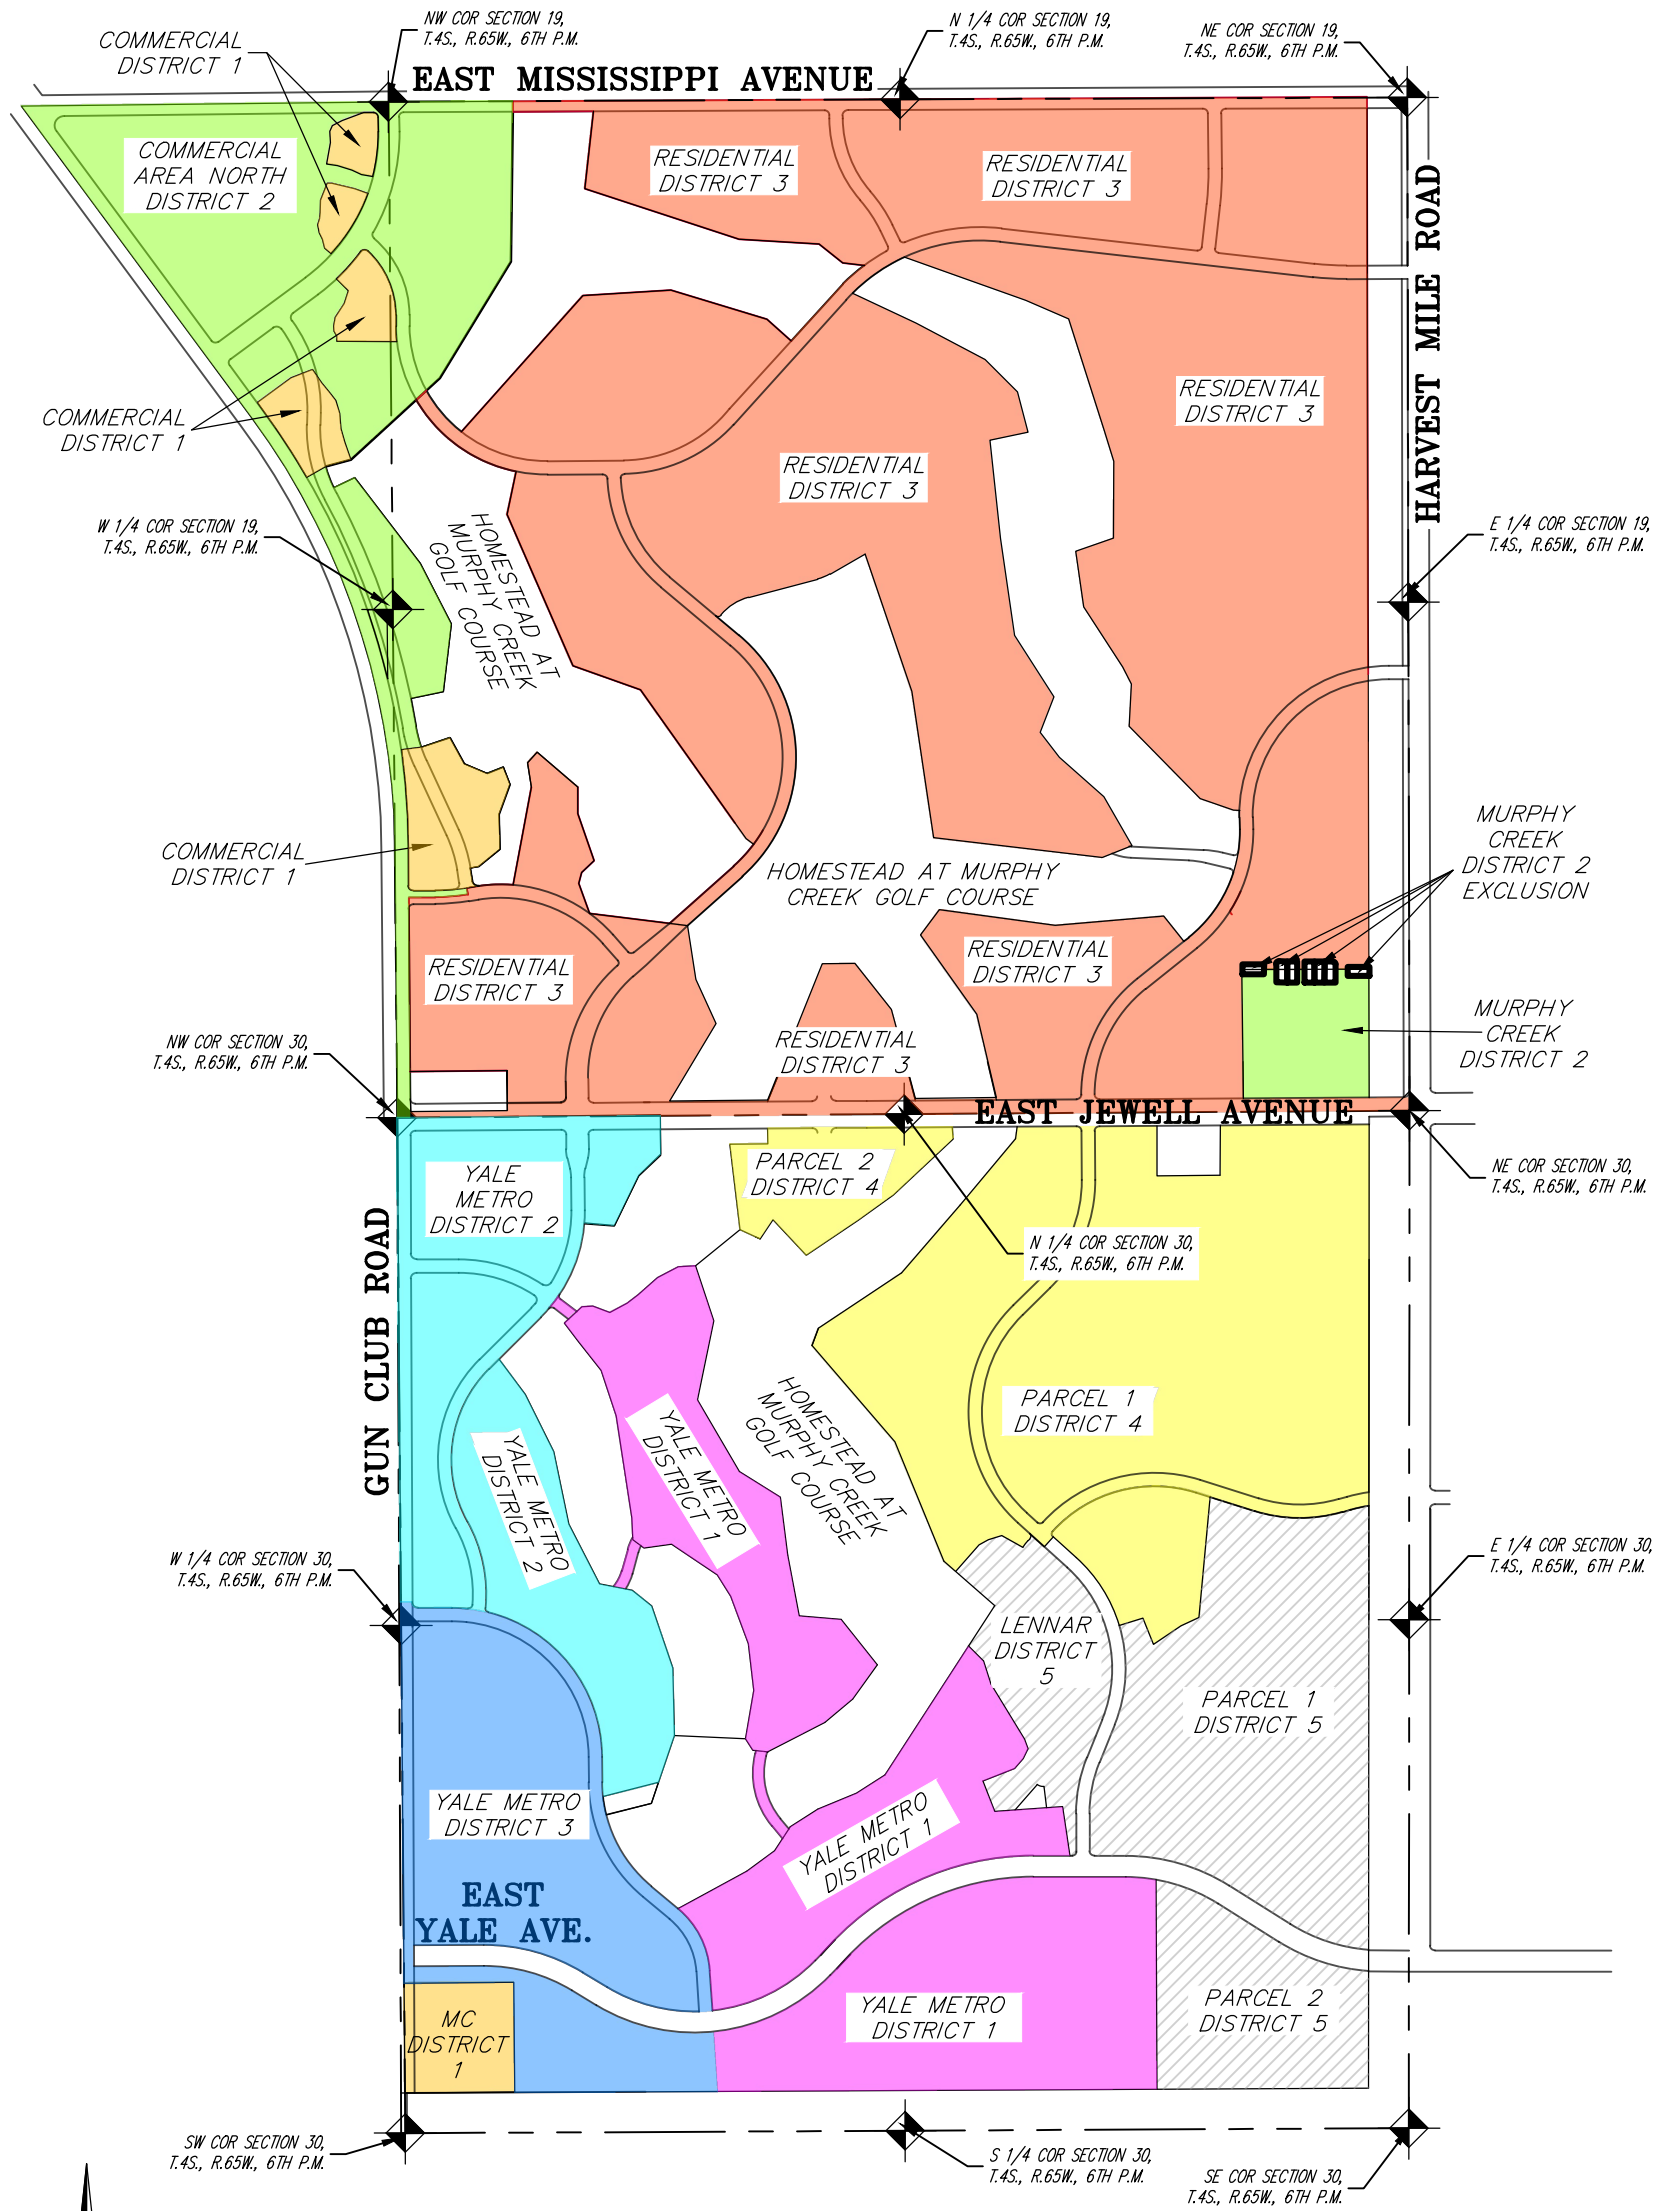 NW COR SECTION 19,
T.4S., R.65W., 6TH P.M.
N 1/4 COR SECTION 19,
T.4S., R.65W., 6TH P.M.
NE COR SECTION 19,
T.4S., R.65W., 6TH P.M.
COMMERCIAL
DISTRICT 1
EAST MISSISSIPPI AVENUE
COMMERCIAL
AREA NORTH
DISTRICT 2
RESIDENTIAL
DISTRICT 3
RESIDENTIAL
DISTRICT 3
HARVEST MILE ROAD
RESIDENTIAL
DISTRICT 3
COMMERCIAL
DISTRICT 1
RESIDENTIAL
DISTRICT 3
W 1/4 COR SECTION 19,
T.4S., R.65W., 6TH P.M.
HOMESTEAD AT
MURPHY CREEK
GOLF COURSE
E 1/4 COR SECTION 19,
T.4S., R.65W., 6TH P.M.
COMMERCIAL
DISTRICT 1
HOMESTEAD AT MURPHY
CREEK GOLF COURSE
MURPHY
CREEK
DISTRICT 2
EXCLUSION
RESIDENTIAL
DISTRICT 3
RESIDENTIAL
DISTRICT 3
RESIDENTIAL
DISTRICT 3
MURPHY
CREEK
DISTRICT 2
NW COR SECTION 30,
T.4S., R.65W., 6TH P.M.
EAST JEWELL AVENUE
YALE
METRO
DISTRICT 2
PARCEL 2
DISTRICT 4
NE COR SECTION 30,
T.4S., R.65W., 6TH P.M.
N 1/4 COR SECTION 30,
T.4S., R.65W., 6TH P.M.
GUN CLUB ROAD
PARCEL 1
DISTRICT 4
HOMESTEAD AT
MURPHY CREEK
GOLF COURSE
YALE METRO
DISTRICT 1
YALE METRO
DISTRICT 2
W 1/4 COR SECTION 30,
T.4S., R.65W., 6TH P.M.
E 1/4 COR SECTION 30,
T.4S., R.65W., 6TH P.M.
LENNAR
DISTRICT
5
PARCEL 1
DISTRICT 5
YALE METRO
DISTRICT 3
YALE METRO
DISTRICT 1
EAST
YALE AVE.
MC
DISTRICT
1
YALE METRO
DISTRICT 1
PARCEL 2
DISTRICT 5
SW COR SECTION 30,
T.4S., R.65W., 6TH P.M.
S 1/4 COR SECTION 30,
T.4S., R.65W., 6TH P.M.
SE COR SECTION 30,
T.4S., R.65W., 6TH P.M.